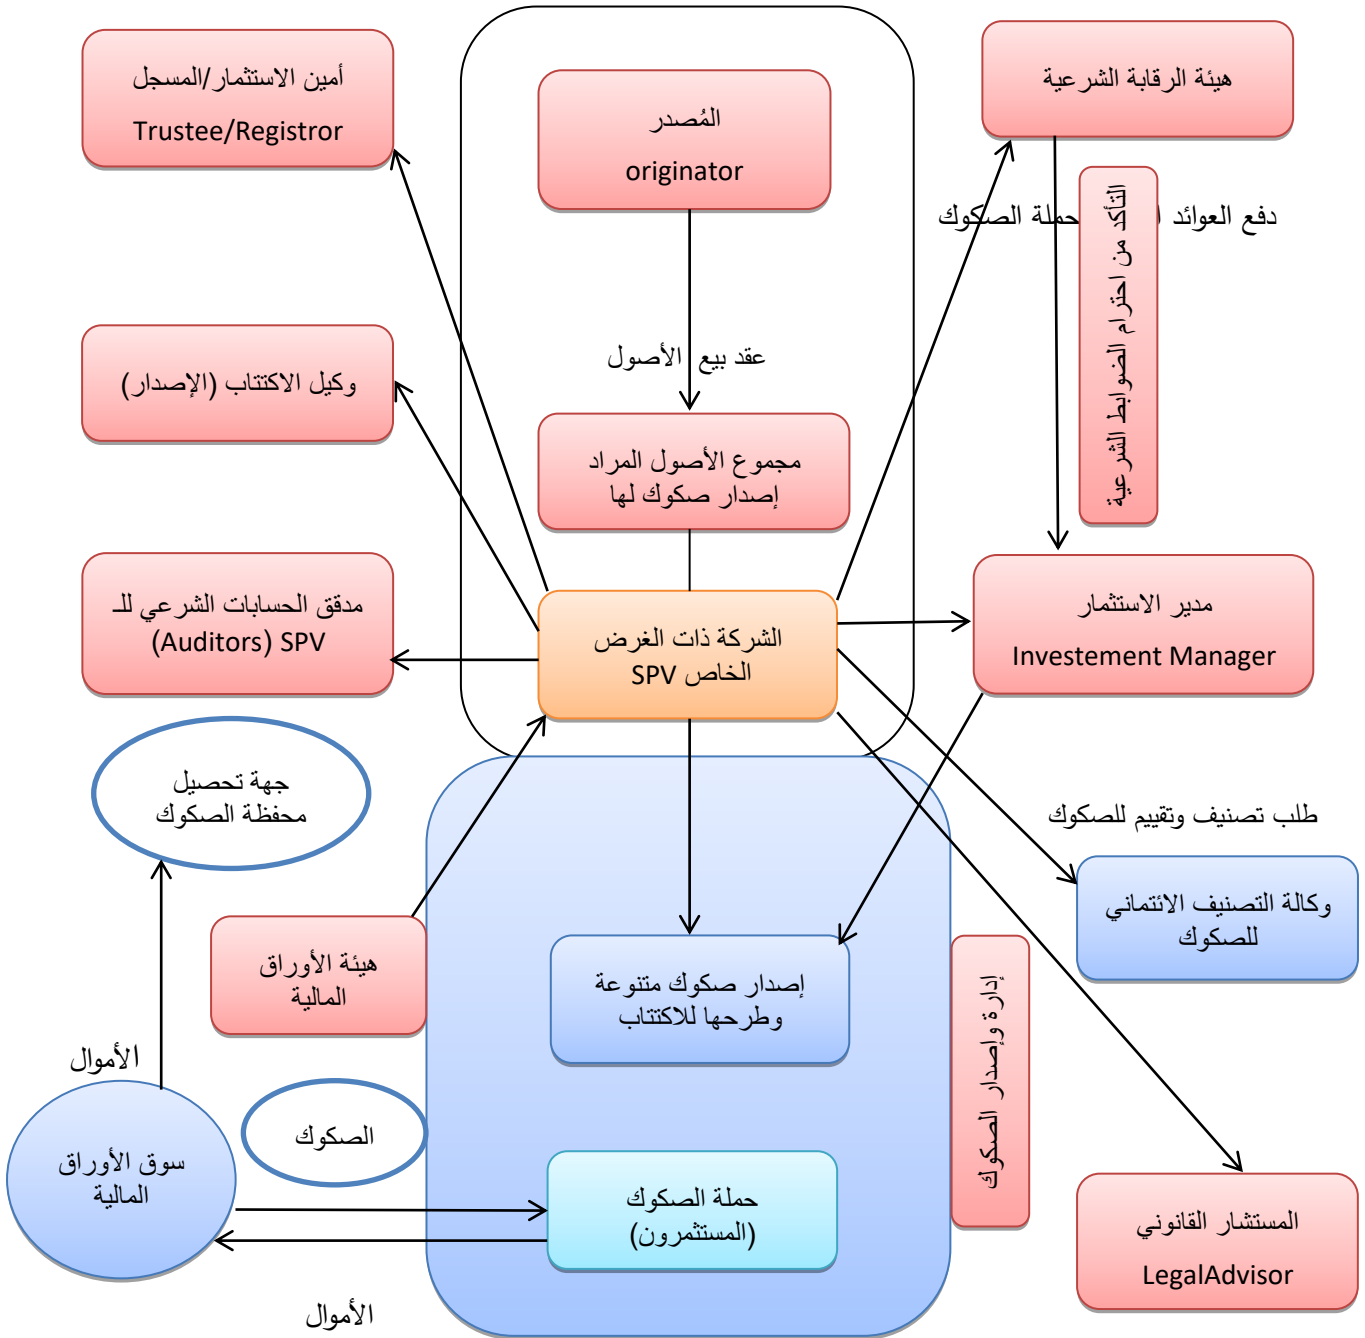 أمين الاستثمار/المسجل
Trustee/Registror
المُصدر
originator
هيئة الرقابة الشرعية
دفع العوائد
حملة الصكوك
التأكد من احترام الضوابط الشرعية
عقد بيع الأصول
وكيل الاكتتاب (الإصدار)
مجموع الأصول المراد
إصدار صكوك لها
مدقق الحسابات الشرعي للـ
(Auditors) SPV
الشركة ذات الغرض
الخاص SPV
مدير الاستثمار
Investement Manager
جهة تحصيل
محفظة الصكوك
طلب تصنيف وتقييم للصكوك
وكالة التصنيف الائتماني
للصكوك
هيئة الأوراق
المالية
إصدار صكوك متنوعة
وطرحها للاكتتاب
إدارة وإصدار الصكوك
الأموال
الصكوك
سوق الأوراق
المالية
حملة الصكوك
(المستثمرون)
المستشار القانوني
LegalAdvisor
الأموال